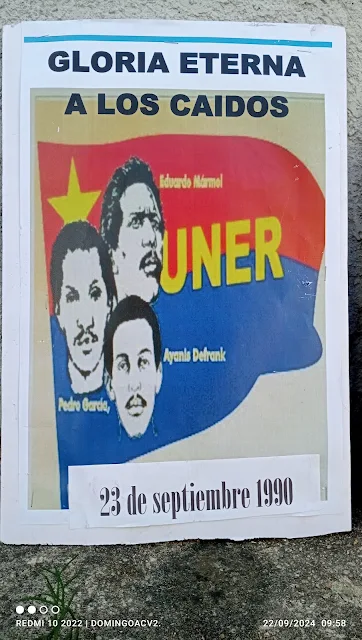 GLORIA ETERNA
A LOS CAIDOS
Eduardo Mármol
UNER
Ayanis Defrank
Pedro García,
23 de septiembre 1990
REDMI 10 2022 | DOMINGOACV2.
22/09/2024 09:58